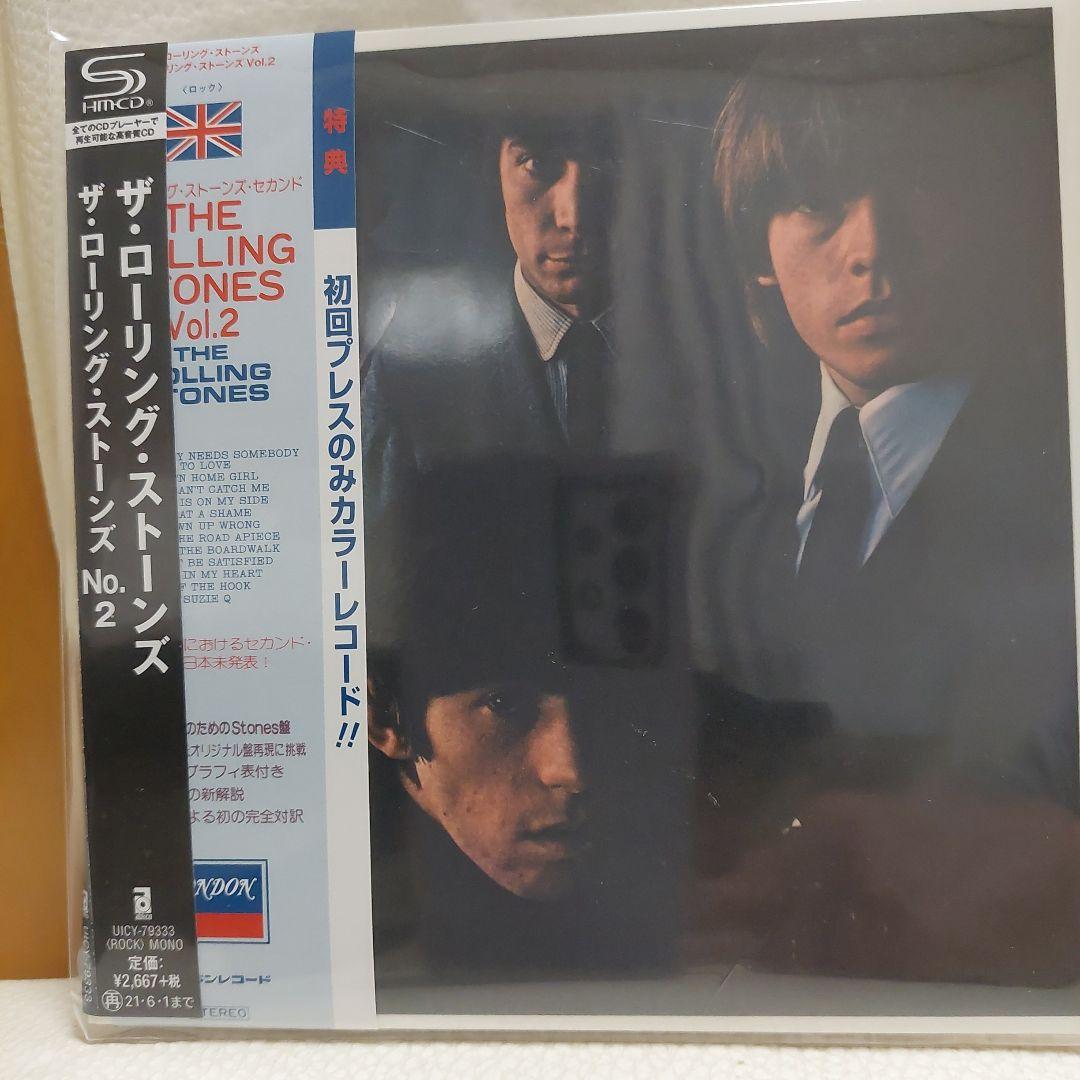 SHM-CD®
全てのCDプレーヤーで
再生可能な高音質CD
ザ・ローリング・ストーンズ
ザ・ローリング・ストーンズ No. 2
UICY-79333
〈ROCK〉 MONO
定価:
¥2,667+税
再 21・6・1まで
UICY-79333
ローリング・ストーンズ
リング・ストーンズ Vol.2
〈ロック〉
グ・ストーンズ・セカンド
THE
LLING
TONES
Vol.2
THE
OLLING
TONES
Y NEEDS SOMEBODY
TO LOVE
N HOME GIRL
AN'T CATCH ME
IS ON MY SIDE
AT A SHAME
WN UP WRONG
HE ROAD APIECE
THE BOARDWALK
T BE SATISFIED
IN MY HEART
F THE HOOK
SUZIE Q
におけるセカンド・
日本未発表!
のためのStones盤
オリジナル盤再現に挑戦
グラフィ表付き
の新解説
よる初の完全対訳
ONDON
ンレコード
STEREO
特典
初回プレスのみカラーレコード!!